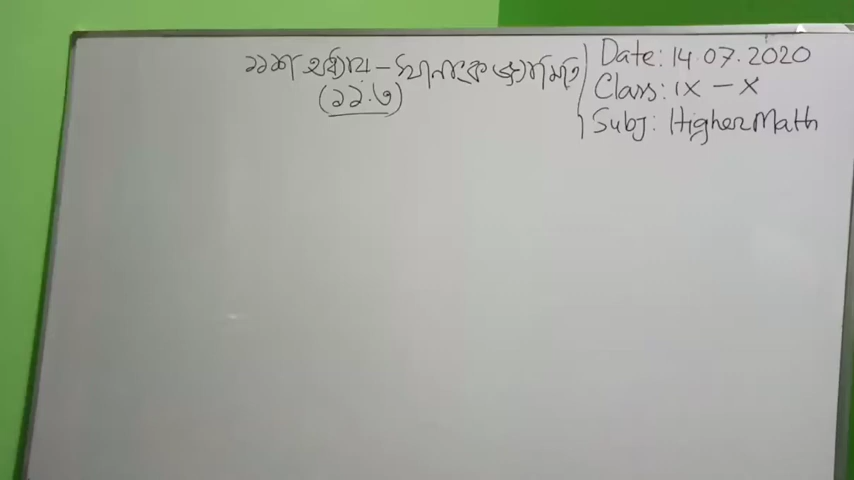 ১১শ অধ্যায় - স্থানাঙ্ক জ্যামিতি
(১১.৩)
Date: 14.07.2020
Class: IX - X
Subj: Higher Math